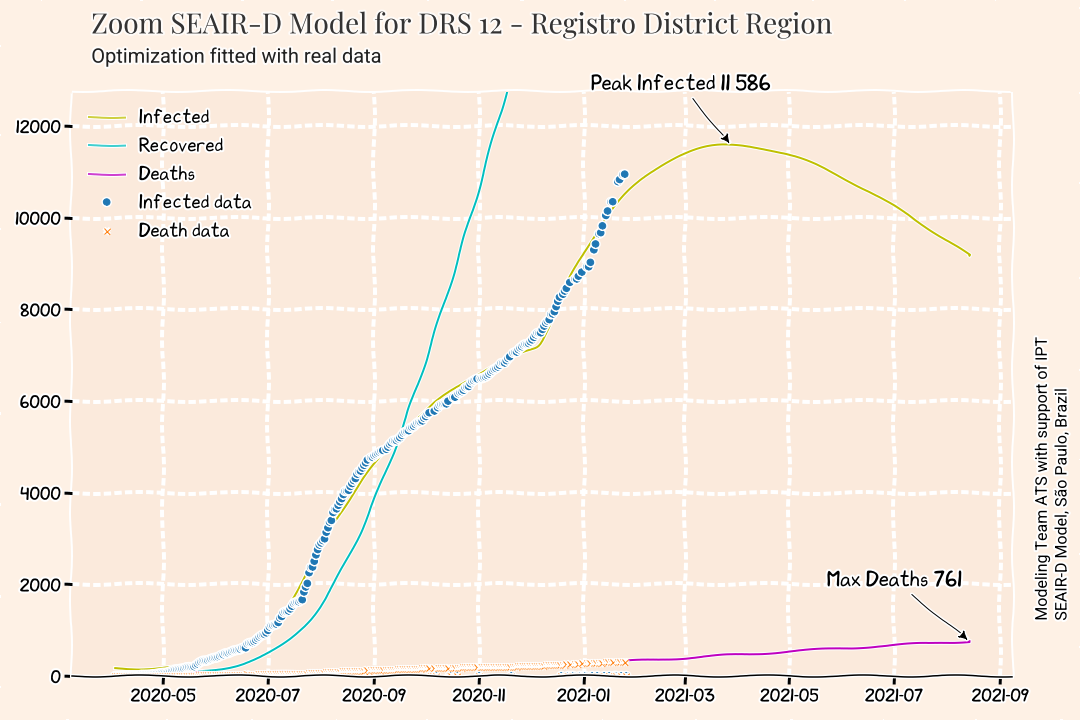 Zoom SEAIR-D Model for DRS 12 - Registro District Region
Optimization fitted with real data
Peak Infected 11 586
Infected
Recovered
Deaths
Infected data
Death data
12000
10000
8000
6000
4000
2000
0
Max Deaths 761
2020-05
2020-07
2020-09
2020-11
2021-01
2021-03
2021-05
2021-07
2021-09
Modeling Team ATS with support of IPT
SEAIR-D Model, São Paulo, Brazil